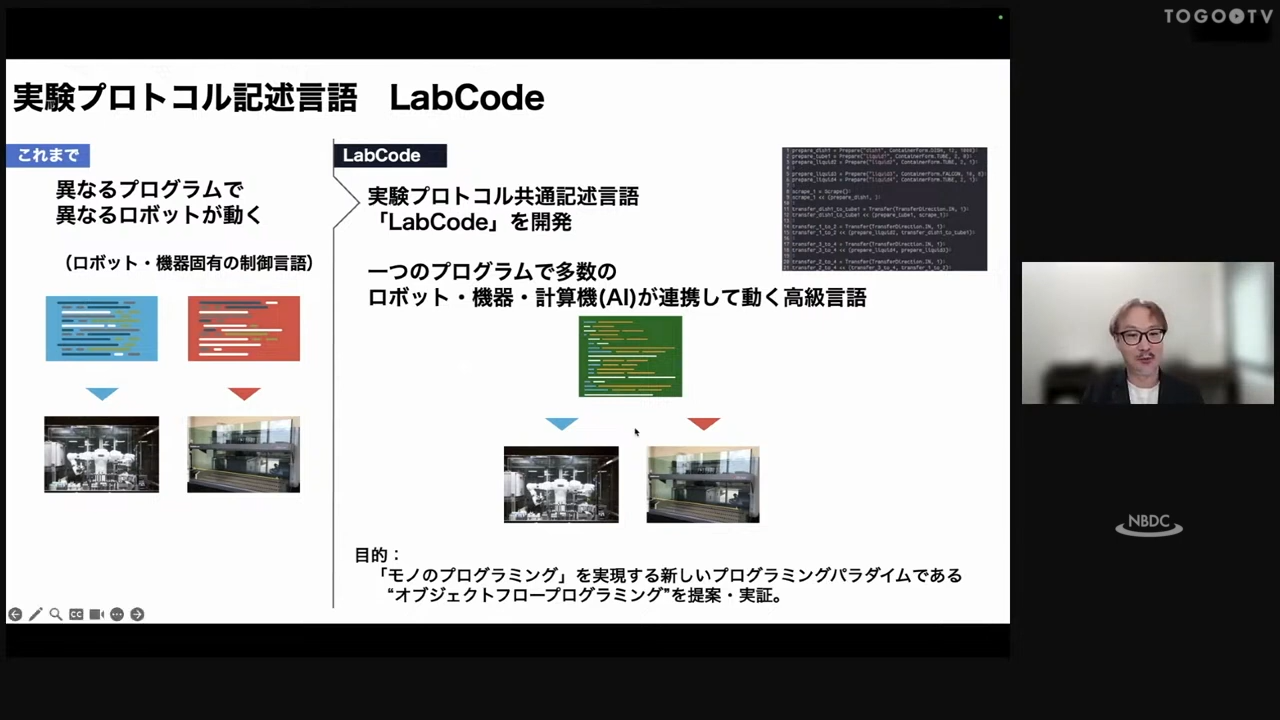 TOGO TV
実験プロトコル記述言語 LabCode
これまで
異なるプログラムで
異なるロボットが動く
（ロボット・機器固有の制御言語）
LabCode
実験プロトコル共通記述言語
「LabCode」を開発
一つのプログラムで多数の
ロボット・機器・計算機(AI)が連携して動く高級言語
目的：
「モノのプログラミング」を実現する新しいプログラミングパラダイムである
“オブジェクトフロープログラミング”を提案・実証。
CC
NBDC